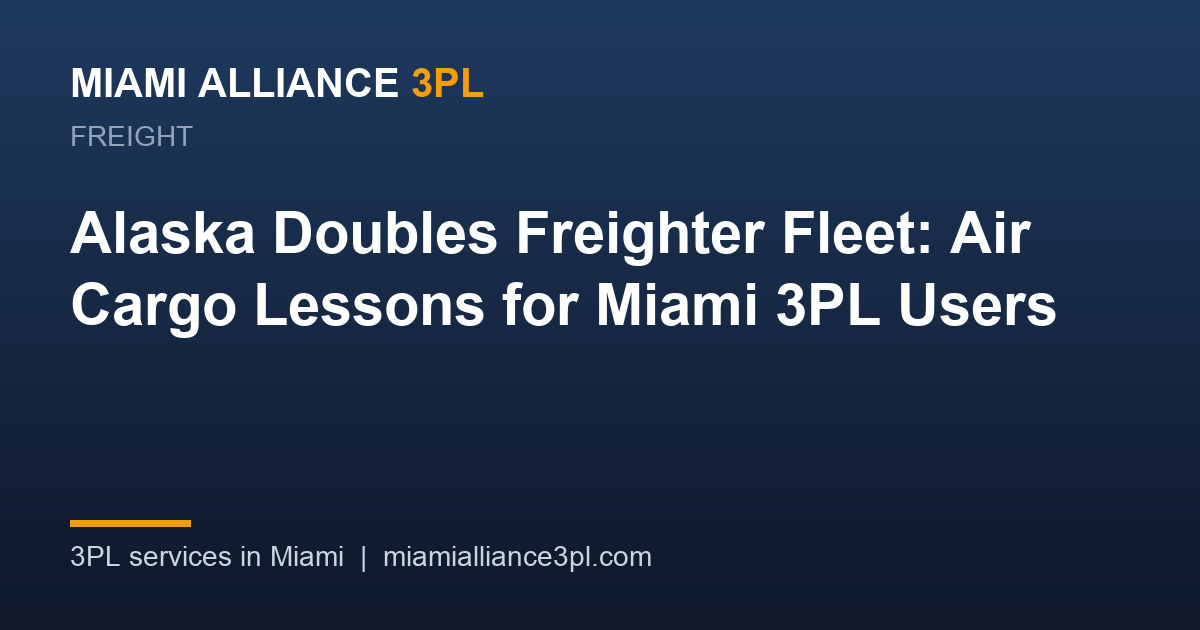 MIAMI ALLIANCE 3PL
FREIGHT
Alaska Doubles Freighter Fleet: Air
Cargo Lessons for Miami 3PL Users
3PL services in Miami | miamialliance3pl.com